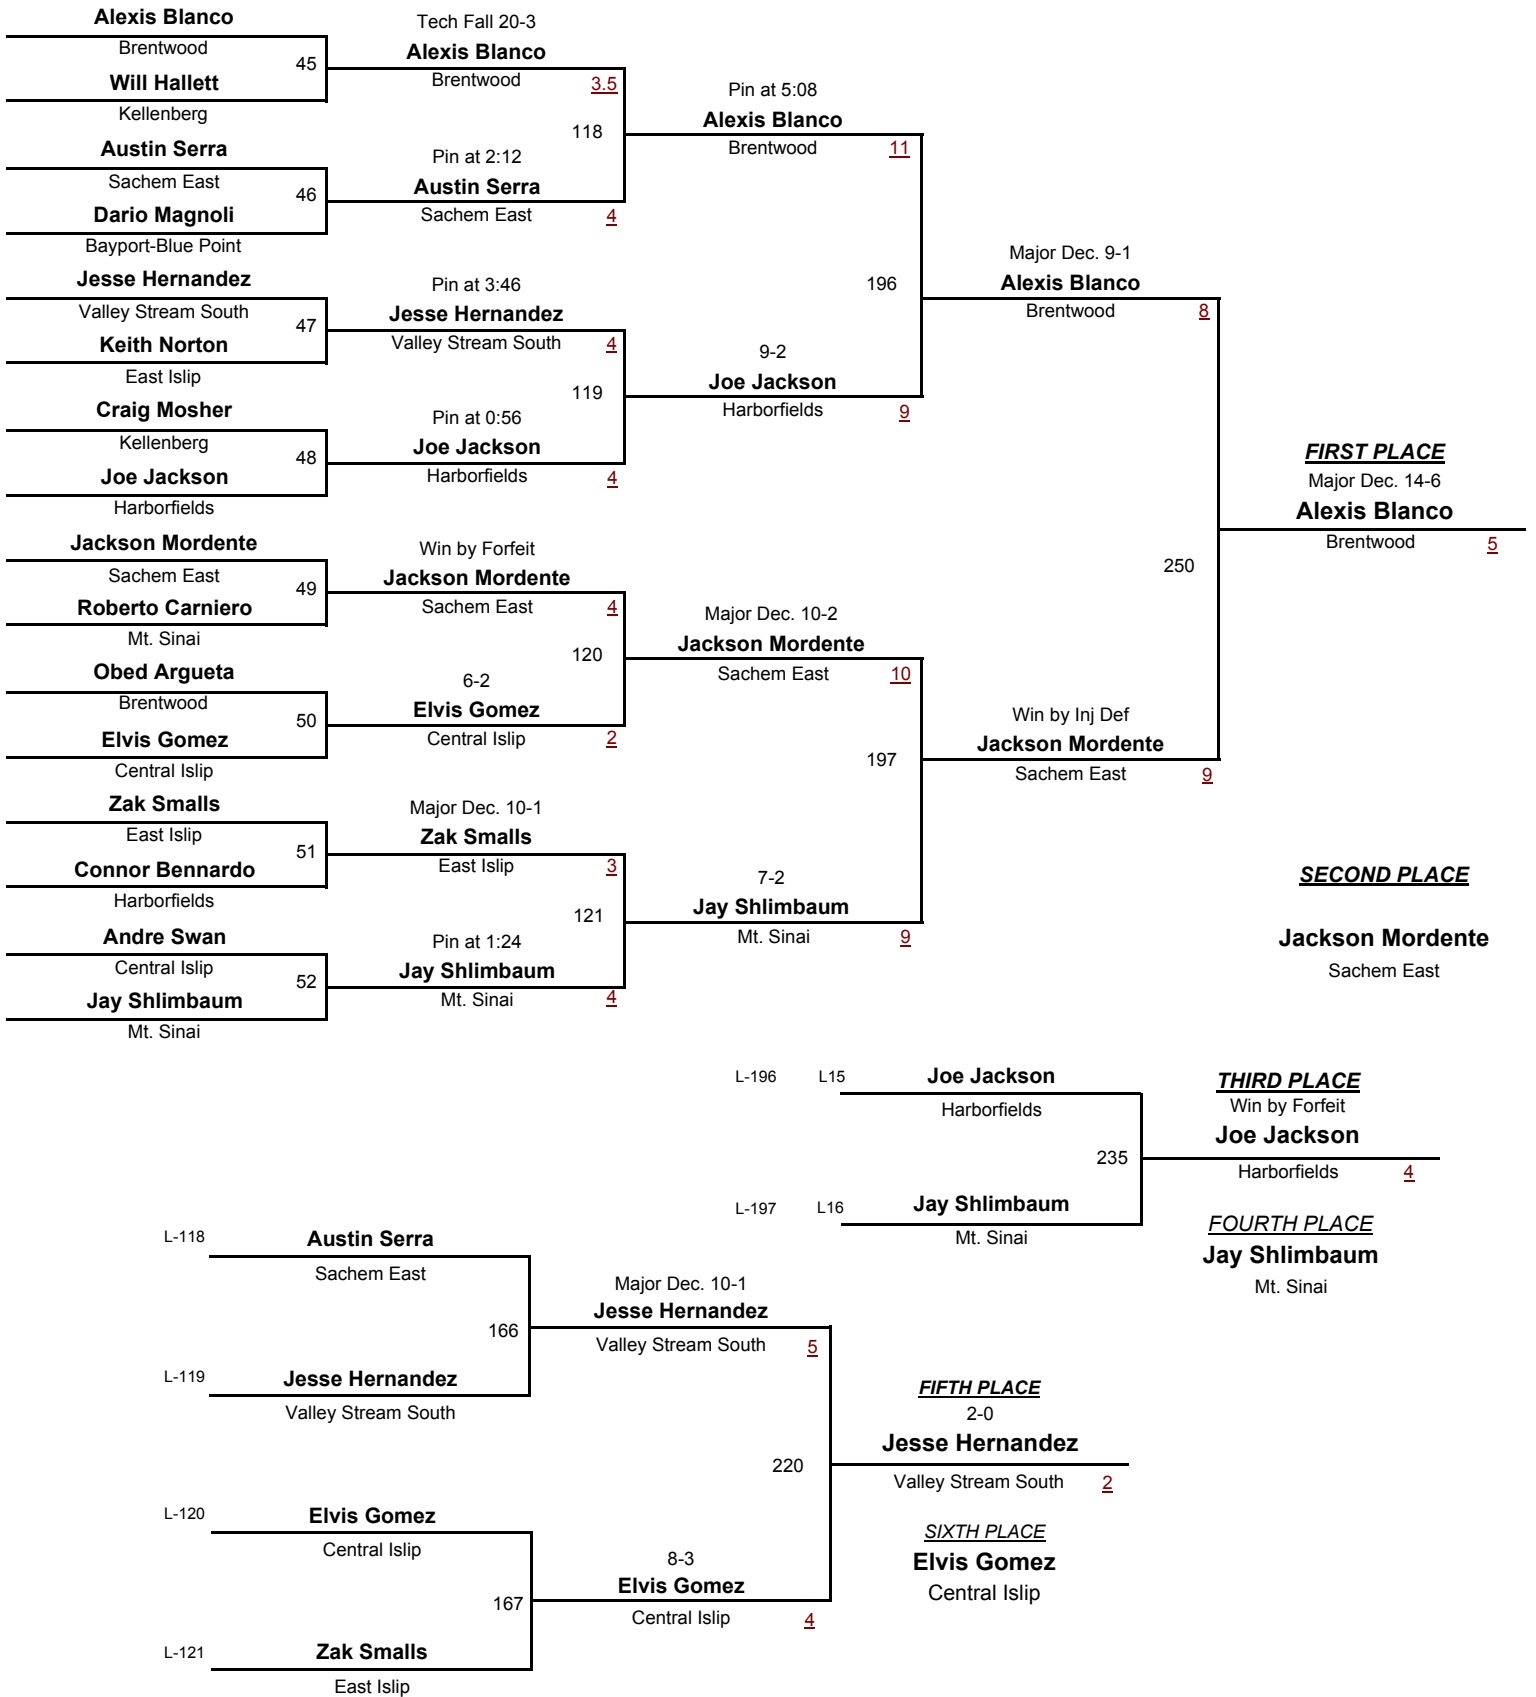 Alexis Blanco
Brentwood
45
Will Hallett
Kellenberg
Austin Serra
Sachem East
46
Dario Magnoli
Bayport-Blue Point
Jesse Hernandez
Valley Stream South
47
Keith Norton
East Islip
Craig Mosher
Kellenberg
48
Joe Jackson
Harborfields
Jackson Mordente
Sachem East
49
Roberto Carniero
Mt. Sinai
Obed Argueta
Brentwood
50
Elvis Gomez
Central Islip
Zak Smalls
East Islip
51
Connor Bennardo
Harborfields
Andre Swan
Central Islip
52
Jay Shlimbaum
Mt. Sinai
Tech Fall 20-3
Alexis Blanco
Brentwood 3.5
118
Pin at 2:12
Austin Serra
Sachem East 4
Pin at 3:46
Jesse Hernandez
Valley Stream South 4
119
Pin at 0:56
Joe Jackson
Harborfields 4
Win by Forfeit
Jackson Mordente
Sachem East 4
120
6-2
Elvis Gomez
Central Islip 2
Major Dec. 10-1
Zak Smalls
East Islip 3
121
Pin at 1:24
Jay Shlimbaum
Mt. Sinai 4
Pin at 5:08
Alexis Blanco
Brentwood 11
196
9-2
Joe Jackson
Harborfields 9
Major Dec. 10-2
Jackson Mordente
Sachem East 10
197
7-2
Jay Shlimbaum
Mt. Sinai 9
Major Dec. 9-1
Alexis Blanco
Brentwood 8
250
Win by Inj Def
Jackson Mordente
Sachem East 9
FIRST PLACE
Major Dec. 14-6
Alexis Blanco
Brentwood 5
SECOND PLACE
Jackson Mordente
Sachem East
L-196 L15 Joe Jackson
Harborfields
235
L-197 L16 Jay Shlimbaum
Mt. Sinai
THIRD PLACE
Win by Forfeit
Joe Jackson
Harborfields 4
FOURTH PLACE
Jay Shlimbaum
Mt. Sinai
L-118 Austin Serra
Sachem East
166
L-119 Jesse Hernandez
Valley Stream South
L-120 Elvis Gomez
Central Islip
167
L-121 Zak Smalls
East Islip
Major Dec. 10-1
Jesse Hernandez
Valley Stream South 5
220
8-3
Elvis Gomez
Central Islip 4
FIFTH PLACE
2-0
Jesse Hernandez
Valley Stream South 2
SIXTH PLACE
Elvis Gomez
Central Islip